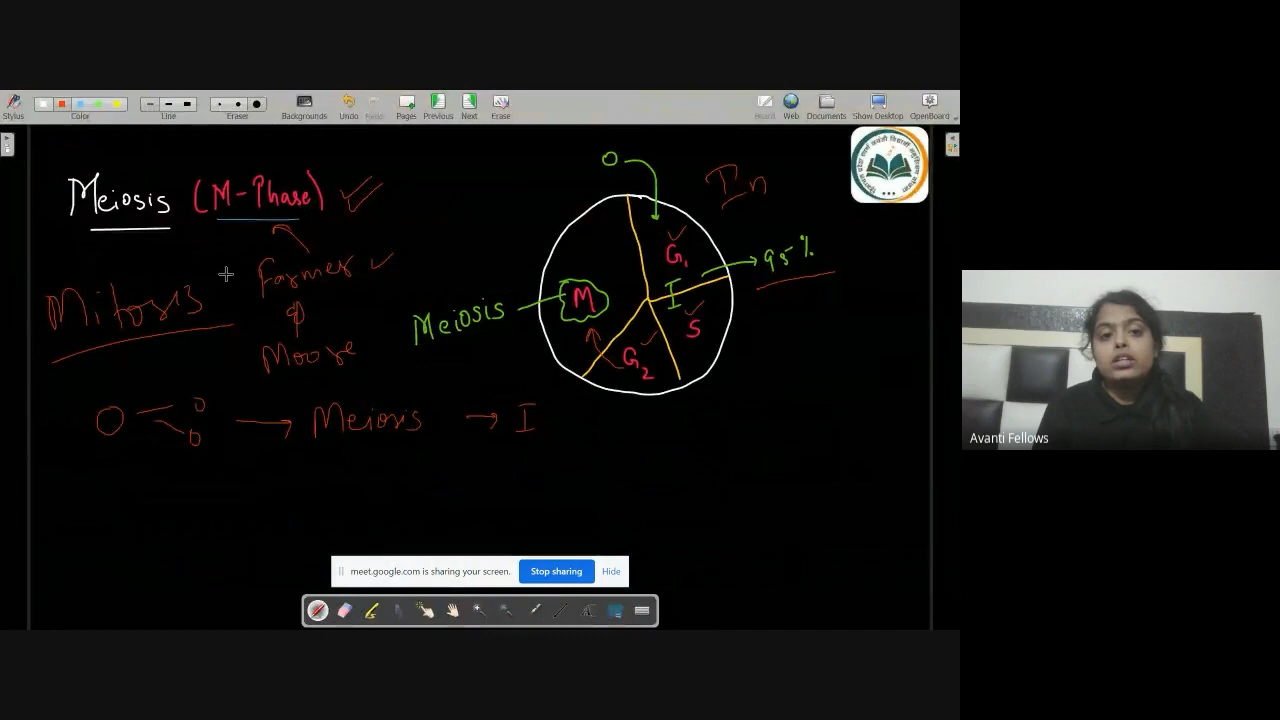 Stylus
Color
Line
Eraser
Backgrounds
Undo
Pages
Previous
Next
Erase
Board
Web
Documents
Show Desktop
OpenBoard
Meiosis (M-Phase)
Farmer
&
Moore
Mitosis
O
In
G1
95%
I
S
G2
M
Meiosis
O O O → Meiosis → I
Avanti Fellows
meet.google.com is sharing your screen.
Stop sharing
Hide